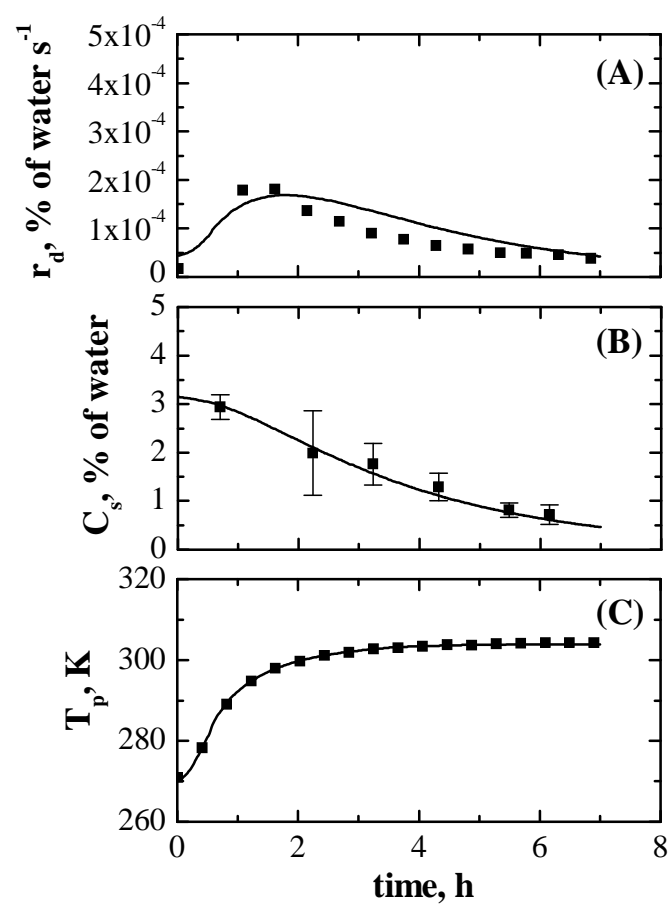 5x10⁻⁴
4x10⁻⁴
3x10⁻⁴
2x10⁻⁴
1x10⁻⁴
0
r_d, % of water s⁻¹
(A)
5
4
3
2
1
0
C_s, % of water
(B)
320
300
280
260
T_p, K
(C)
0 2 4 6 8
time, h